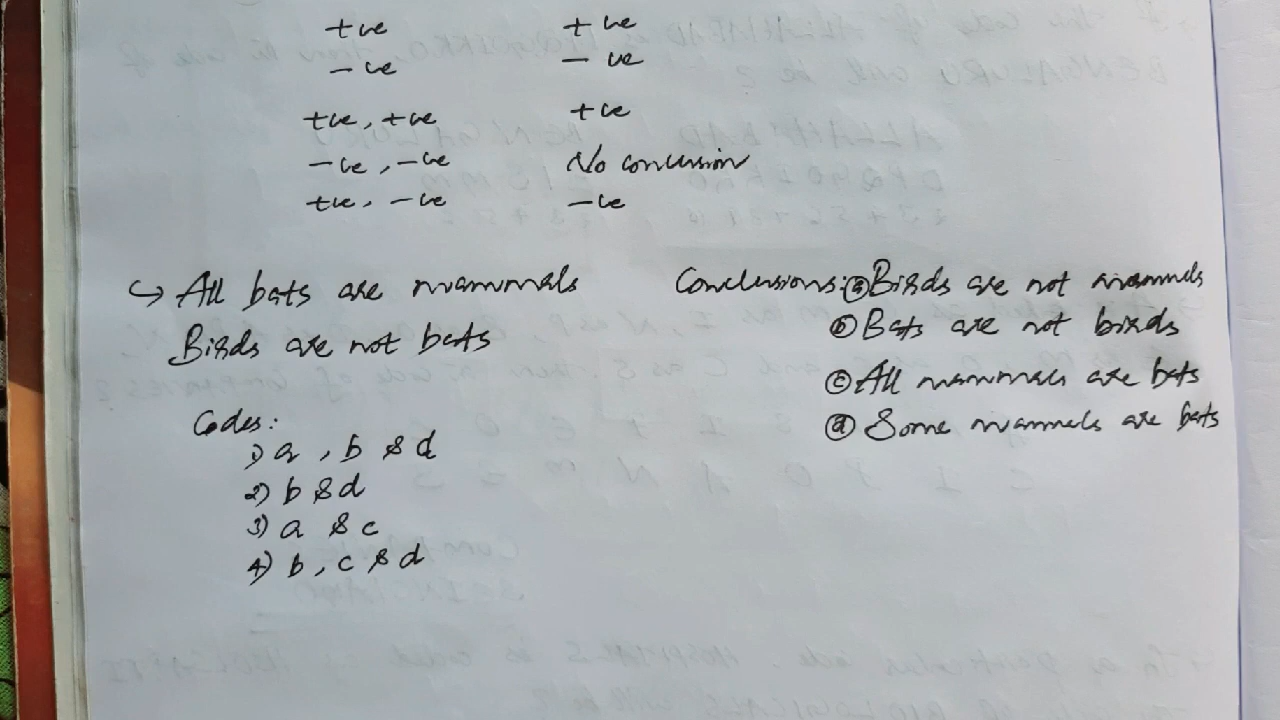 +ve +ve
-ve -ve
+ve, +ve +ve
-ve, -ve No conclusion
+ve, -ve -ve
↪ All bats are mammals
Birds are not bats
Codes:
1) a, b & d
2) b & d
3) a & c
4) b, c & d
Conclusions: ⓐ Birds are not mammals
ⓑ Bats are not birds
ⓒ All mammals are bats
ⓓ Some mammals are bats